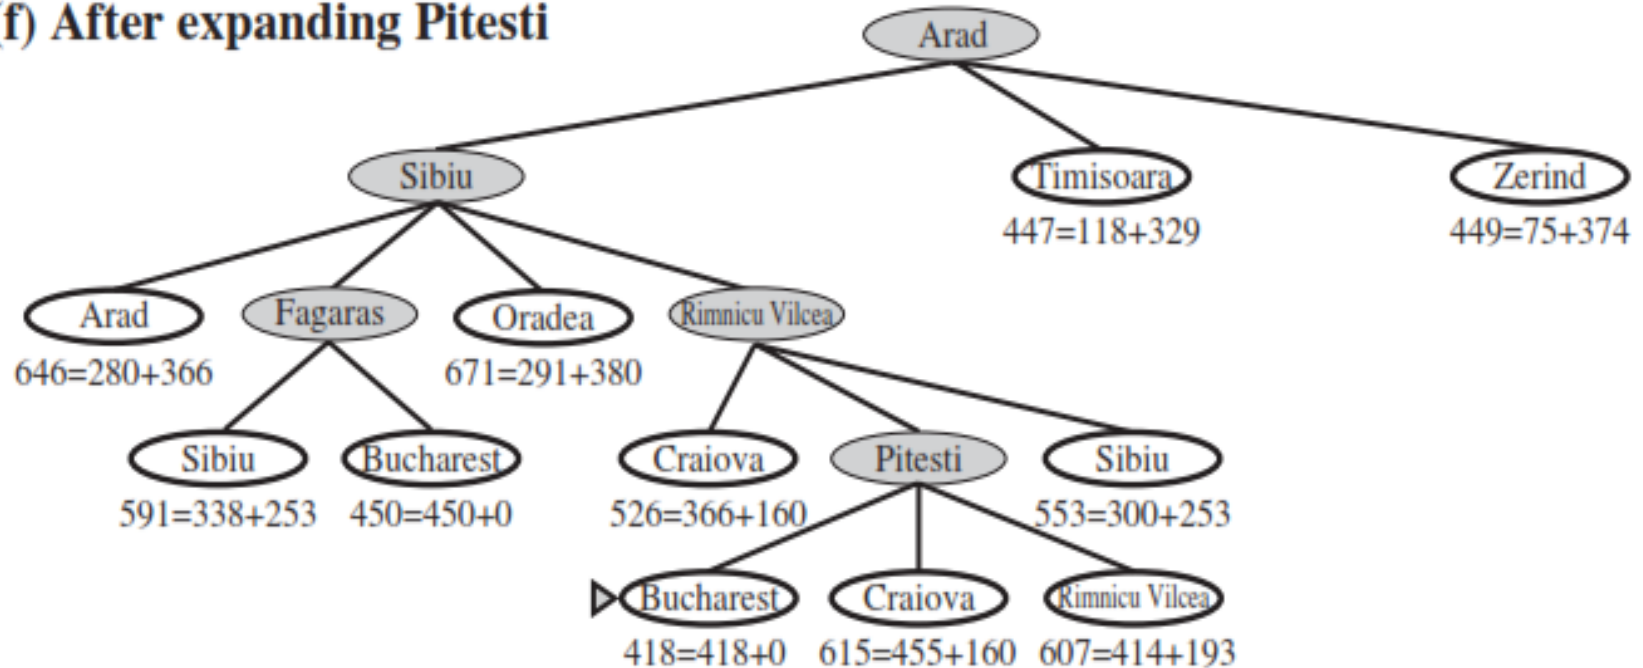 (f) After expanding Pitesti
Arad
Sibiu
Timisoara
Zerind
447=118+329
449=75+374
Arad
Fagaras
Oradea
Rimnicu Vilcea
646=280+366
671=291+380
Sibiu
Bucharest
Craiova
Pitesti
Sibiu
591=338+253
450=450+0
526=366+160
553=300+253
Bucharest
Craiova
Rimnicu Vilcea
418=418+0
615=455+160
607=414+193